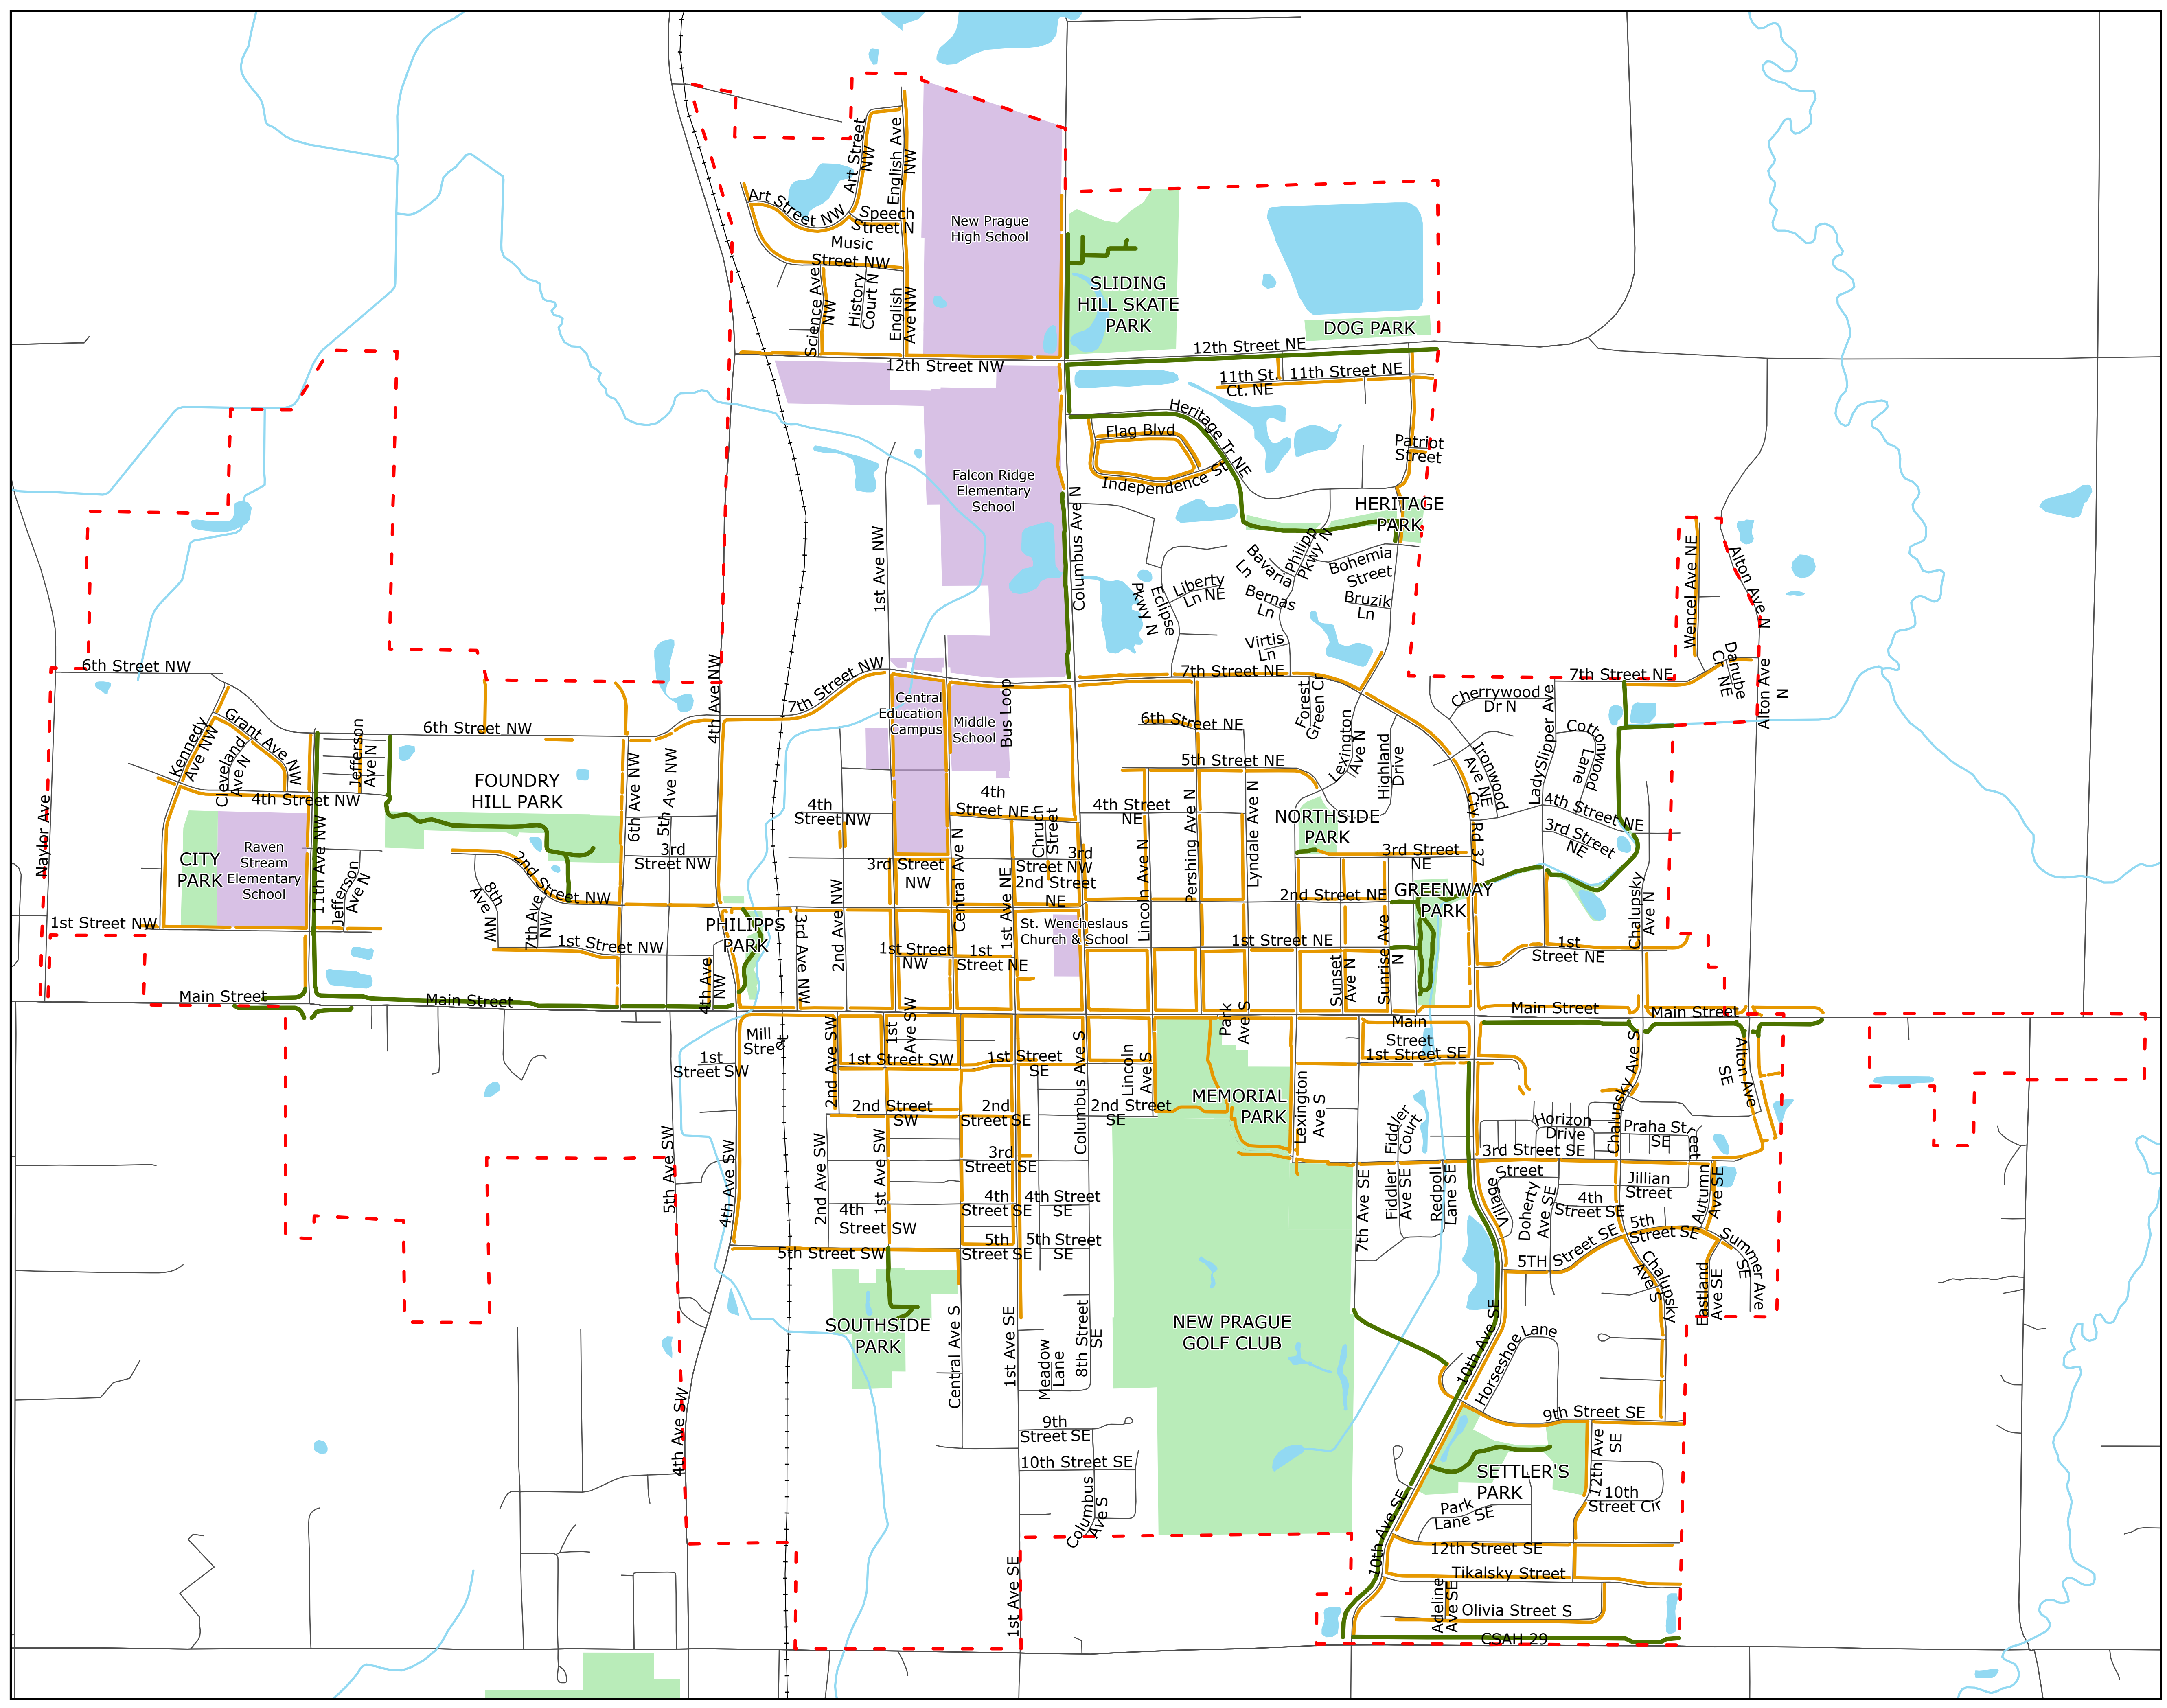 Art Street
NW
English Ave
NW
Art Street NW
Speech
Street N
Music
Street NW
Science Ave
NW
History
Court N
English
Ave NW
New Prague
High School
SLIDING
HILL SKATE
PARK
DOG PARK
12th Street NE
12th Street NW
11th St.
Ct. NE
11th Street NE
Heritage Tr NE
Flag Blvd
Independence St
Patriot
Street
Falcon Ridge
Elementary
School
HERITAGE
PARK
1st Ave NW
Columbus Ave N
Philipp
Pkwy N
Bavaria
Ln
Bohemia
Street
Liberty
Ln NE
Eclipse
Pkwy N
Bernas
Ln
Bruzik
Ln
Virtis
Ln
Wencel Ave NE
Alton Ave N
Danube
Cir NE
Alton Ave
N
6th Street NW
4th Ave NW
7th Street NW
7th Street NE
7th Street NE
Central
Education
Campus
Middle
School
Bus Loop
Forest
Green Cr
Cherrywood
Dr N
LadySlipper Ave
Cottonwood
Lane
Kennedy
Ave NW
Grant Ave NW
Cleveland
Ave N
Jefferson
Ave N
6th Street NW
6th Street NE
Lexington
Ave N
Highland
Drive
Ironwood
Ave NE
5th Street NE
4th Street NW
FOUNDRY
HILL PARK
6th Ave NW
5th Ave NW
4th
Street NW
4th
Street NE
Chruch
Street
4th Street
NE
Pershing Ave N
Lyndale Ave N
NORTHSIDE
PARK
Cty Rd 37
4th Street NE
3rd Street
NE
Naylor Ave
CITY
PARK
Raven
Stream
Elementary
School
11th Ave NW
Jefferson
Ave N
2nd Street NW
8th
Ave NW
7th Ave
NW
3rd
Street NW
3rd Street
NW
3rd
Street NW
2nd Street
NE
Central Ave N
1st Ave NE
Lincoln Ave N
3rd Street
NE
2nd Street NE
GREENWAY
PARK
1st Street NW
1st Street NW
PHILIPPS
PARK
3rd Ave NW
2nd Ave NW
4th Ave
NW
1st Street
NW
1st
Street NE
St. Wencheslaus
Church & School
1st Street NE
Sunset
Ave N
Sunrise Ave
N
1st
Street NE
Chalupsky
Ave N
Main Street
Main Street
Park
Ave S
Main
Street
Main Street
Main Street
Mill
Street
1st
Street SW
2nd Ave SW
1st
Ave SW
1st Street SW
1st Street
SE
Columbus Ave S
Lincoln
Ave S
1st Street SE
Chalupsky Ave S
Alton Ave
SE
2nd Street
SW
2nd
Street SE
2nd Street
SE
MEMORIAL
PARK
Lexington
Ave S
Fiddler
Court
Horizon
Drive
Praha Street
SE
5th Ave SW
4th Ave SW
2nd Ave SW
1st Ave SW
3rd
Street SE
3rd Street SE
4th
Street SW
4th
Street SE
4th Street
SE
7th Ave SE
Fiddler
Ave SE
Redpoll
Lane SE
Village
Street
Doherty
Ave SE
4th
Street SE
Jillian
Street
Autumn
Ave SE
5th Street SW
5th
Street SE
5th Street
SE
5TH Street SE
5th
Street SE
Chalupsky
Ave S
Summer Ave
SE
Eastland
Ave SE
SOUTHSIDE
PARK
Central Ave S
1st Ave SE
Meadow
Lane
8th Street
SE
NEW PRAGUE
GOLF CLUB
10th Ave SE
Horseshoe Lane
4th Ave SW
9th
Street SE
9th Street SE
10th Street SE
Columbus
Ave S
SETTLER'S
PARK
12th Ave
SE
10th
Street Cir
Park
Lane SE
10th Ave SE
12th Street SE
Tikalsky Street
1st Ave SE
Adeline
Ave SE
Olivia Street S
CSAH 29